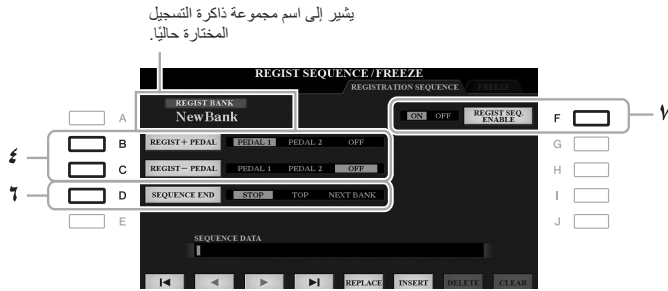 يشير إلى اسم مجموعة ذاكرة التسجيل
المختارة حاليًا.
REGIST SEQUENCE/FREEZE
REGISTRATION SEQUENCE FREEZE
REGIST BANK
NewBank
ON OFF REGIST SEQ. ENABLE
A
F
٧
B
REGIST+ PEDAL PEDAL 1 PEDAL 2 OFF
G
٤
C
REGIST− PEDAL PEDAL 1 PEDAL 2 OFF
H
٦
D
SEQUENCE END STOP TOP NEXT BANK
I
E
J
SEQUENCE DATA
REPLACE INSERT DELETE CLEAR